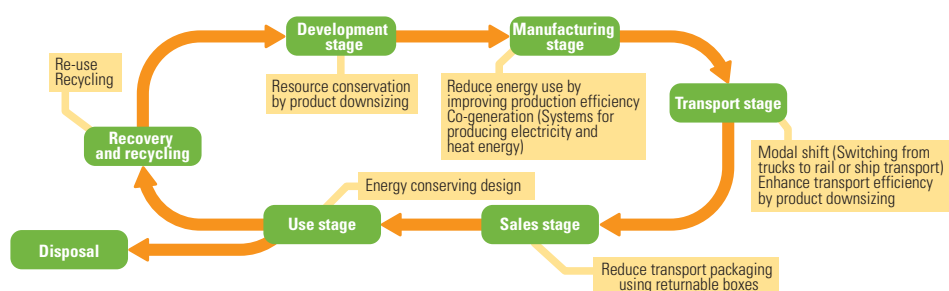 Development
stage
Resource conservation
by product downsizing
Manufacturing
stage
Reduce energy use by
improving production efficiency
Co-generation (Systems for
producing electricity and
heat energy)
Transport stage
Modal shift (Switching from
trucks to rail or ship transport)
Enhance transport efficiency
by product downsizing
Sales stage
Reduce transport packaging
using returnable boxes
Use stage
Energy conserving design
Disposal
Recovery
and recycling
Re-use
Recycling